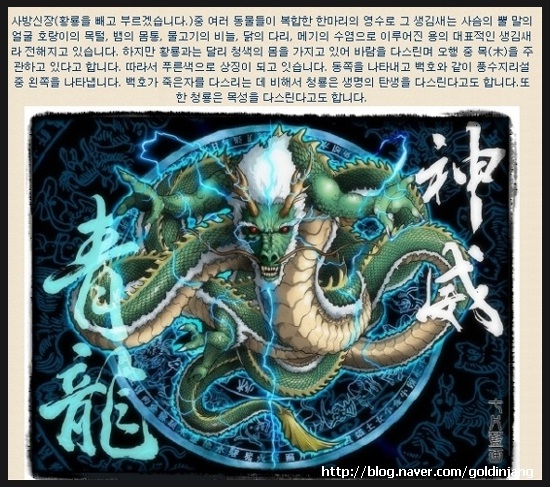 사방신장(황룡을 빼고 부르겠습니다.)중 여러 동물들이 복합한 한마리의 영수로 그 생김새는 사슴의 뿔 말의
얼굴 호랑이의 목털, 뱀의 몸통, 물고기의 비늘, 닭의 다리, 메기의 수염으로 이루어진 용의 대표적인 생김새
라 전해지고 있습니다. 하지만 황룡과는 달리 청색의 몸을 가지고 있어 바람을 다스리며 오행 중 목(木)을 주
관하고 있다고 합니다. 따라서 푸른색으로 상징이 되고 잇습니다. 동쪽을 나타내고 백호와 같이 풍수지리설
중 왼쪽을 나타냅니다. 백호가 죽은자를 다스리는 데 비해서 청룡은 생명의 탄생을 다스린다고도 합니다.또
한 청룡은 목성을 다스린다고도 합니다.
神威
青龍
http://blog.naver.com/goldinjang